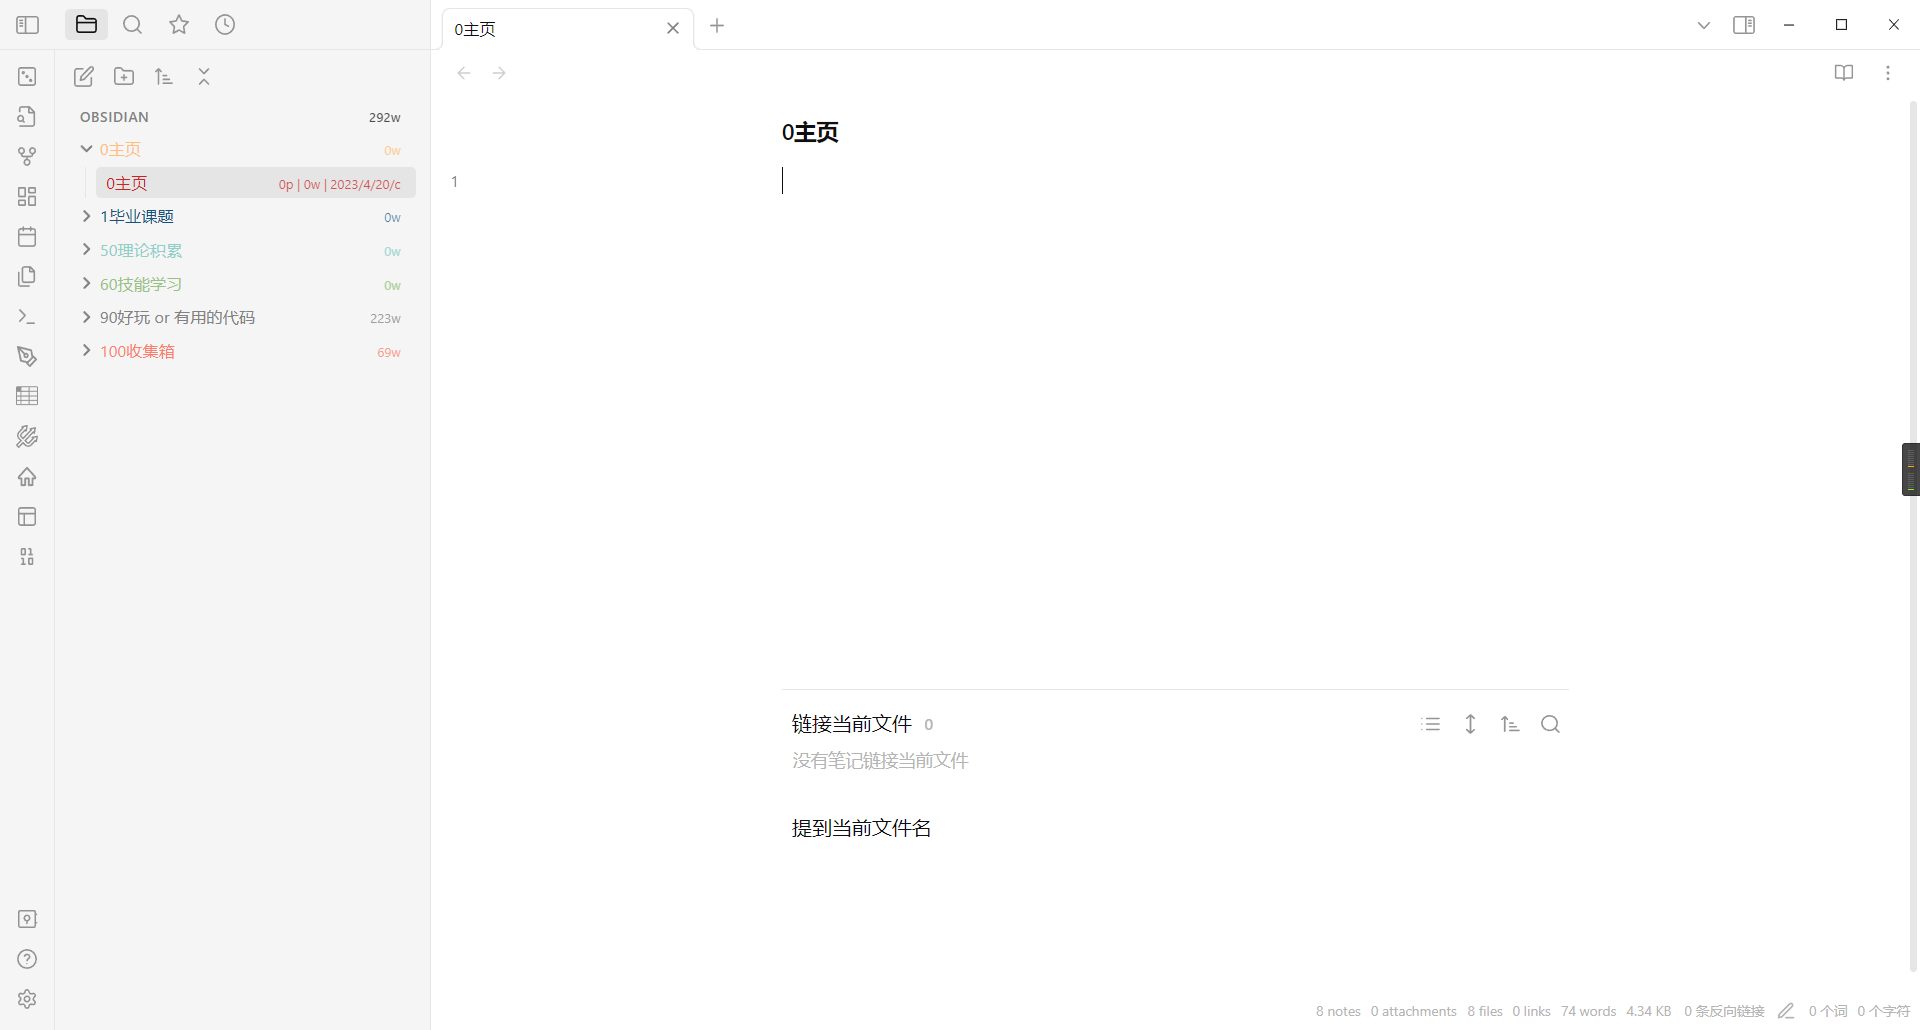 0主页
OBSIDIAN 292w
0主页 0w
0主页 0p | 0w | 2023/4/20/c
1毕业课题 0w
50理论积累 0w
60技能学习 0w
90好玩 or 有用的代码 223w
100收集箱 69w
0主页
1
链接当前文件 0
没有笔记链接当前文件
提到当前文件名
8 notes 0 attachments 8 files 0 links 74 words 4.34 KB 0 条反向链接 0 个词 0 个字符